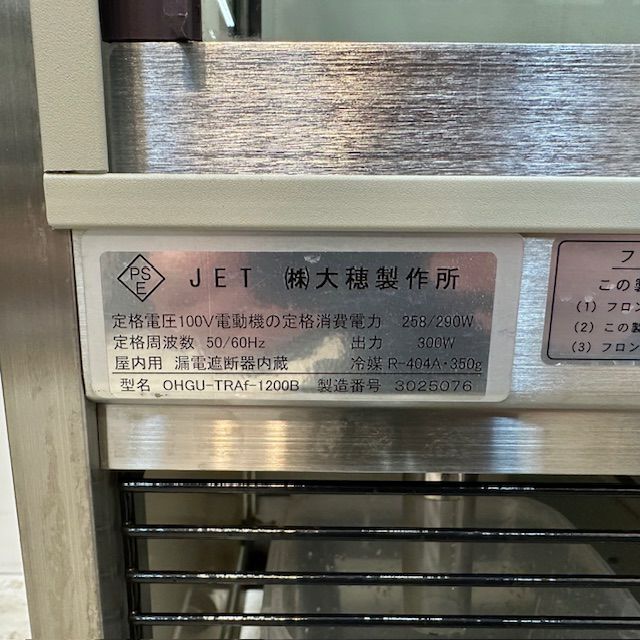 PS
E
JET ㈱大穂製作所
定格電圧100V電動機の定格消費電力 258/290W
定格周波数 50/60Hz 出力 300W
屋内用 漏電遮断器内蔵 冷媒 R-404A・350g
型名 OHGU-TRAf-1200B 製造番号 3025076
フ
この製
(1) フロン
(2) この製
(3) フロン